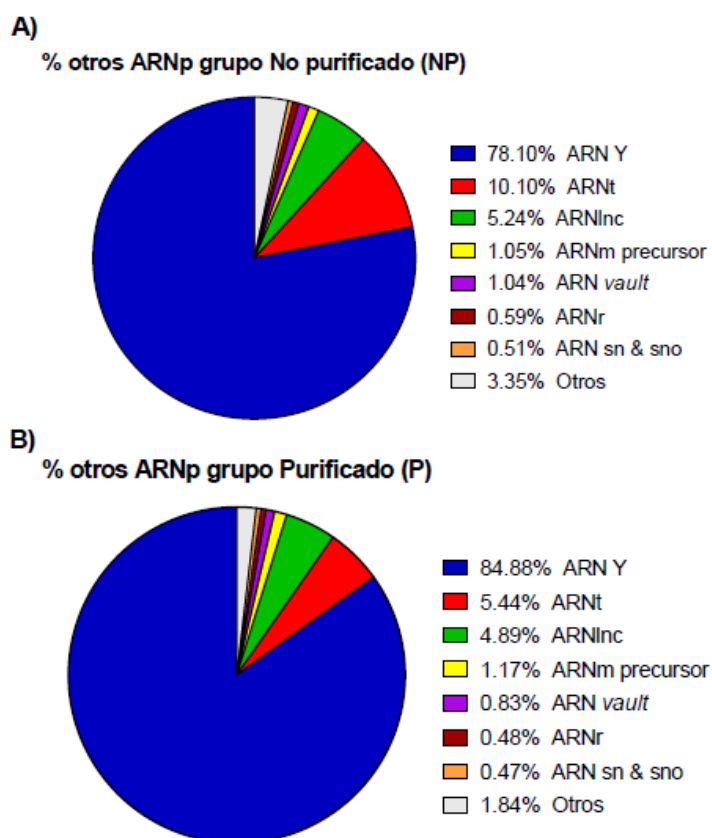 A)
% otros ARNp grupo No purificado (NP)
78.10% ARN Y
10.10% ARNt
5.24% ARNlnc
1.05% ARNm precursor
1.04% ARN vault
0.59% ARNr
0.51% ARN sn & sno
3.35% Otros
B)
% otros ARNp grupo Purificado (P)
84.88% ARN Y
5.44% ARNt
4.89% ARNlnc
1.17% ARNm precursor
0.83% ARN vault
0.48% ARNr
0.47% ARN sn & sno
1.84% Otros